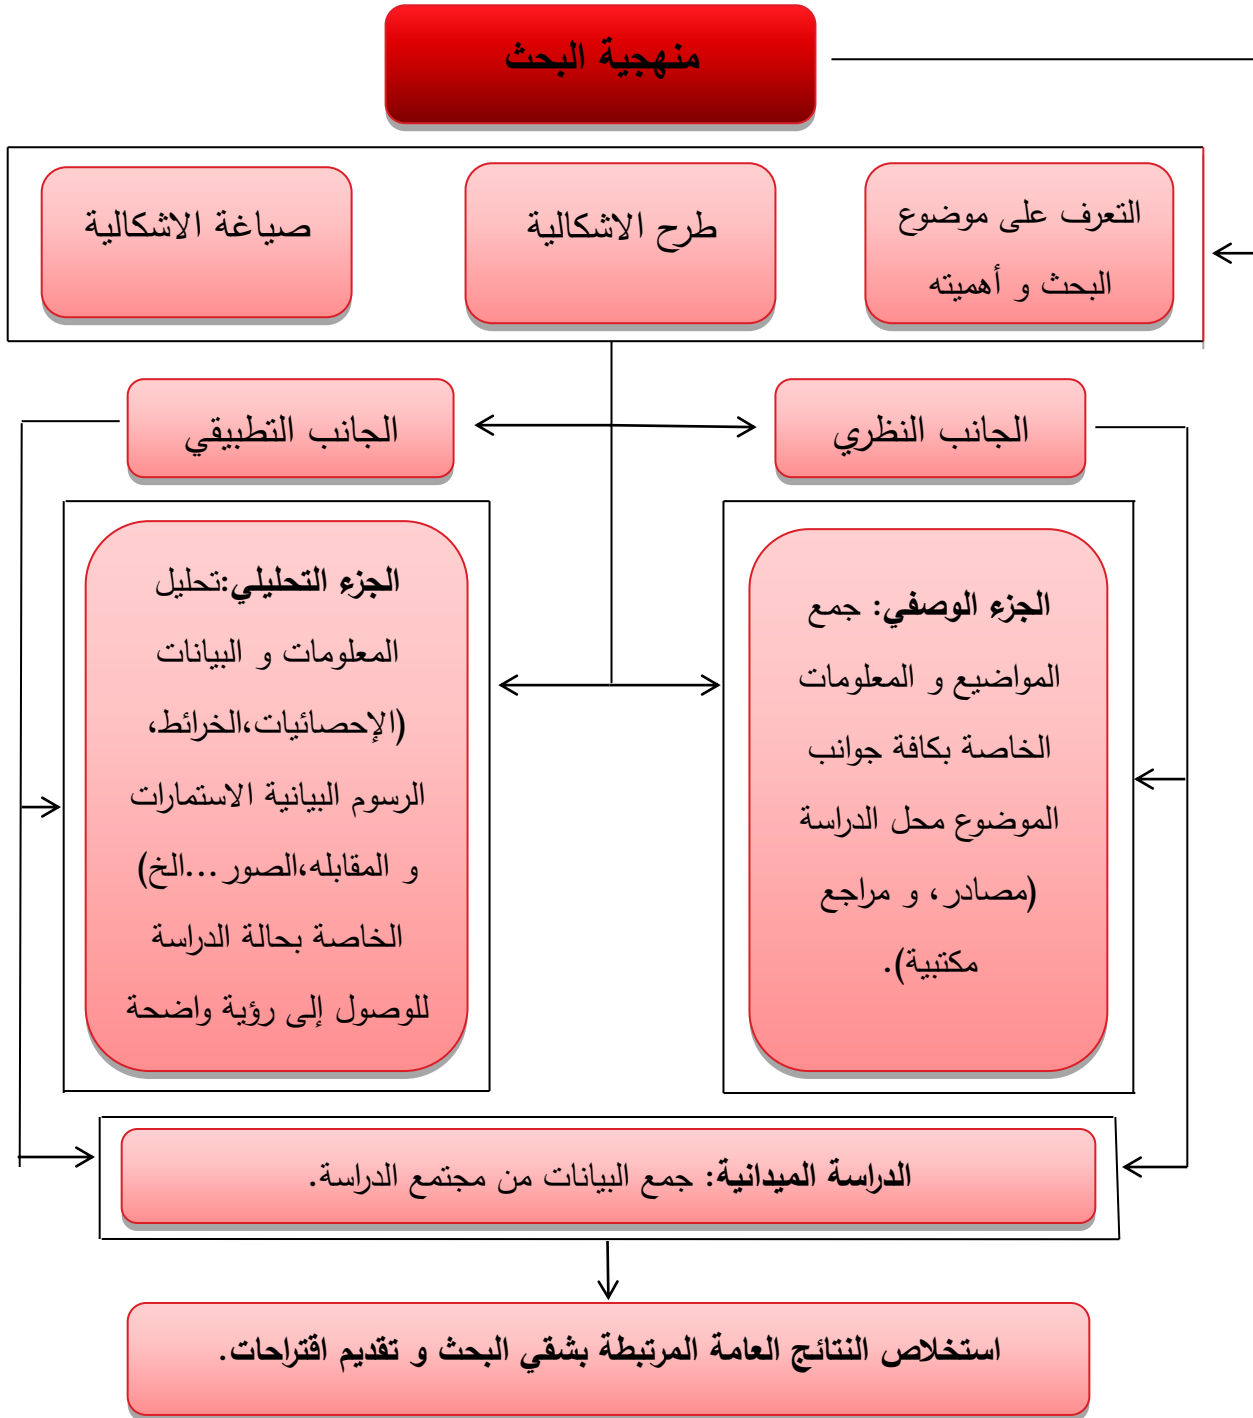 منهجية البحث
التعرف على موضوع
البحث و أهميته
طرح الاشكالية
صياغة الاشكالية
الجانب النظري
الجانب التطبيقي
الجزء الوصفي: جمع
المواضيع و المعلومات
الخاصة بكافة جوانب
الموضوع محل الدراسة
(مصادر، و مراجع
مكتبية).
الجزء التحليلي:تحليل
المعلومات و البيانات
(الإحصائيات،الخرائط،
الرسوم البيانية الاستمارات
و المقابله،الصور...الخ)
الخاصة بحالة الدراسة
للوصول إلى رؤية واضحة
الدراسة الميدانية: جمع البيانات من مجتمع الدراسة.
استخلاص النتائج العامة المرتبطة بشقي البحث و تقديم اقتراحات.